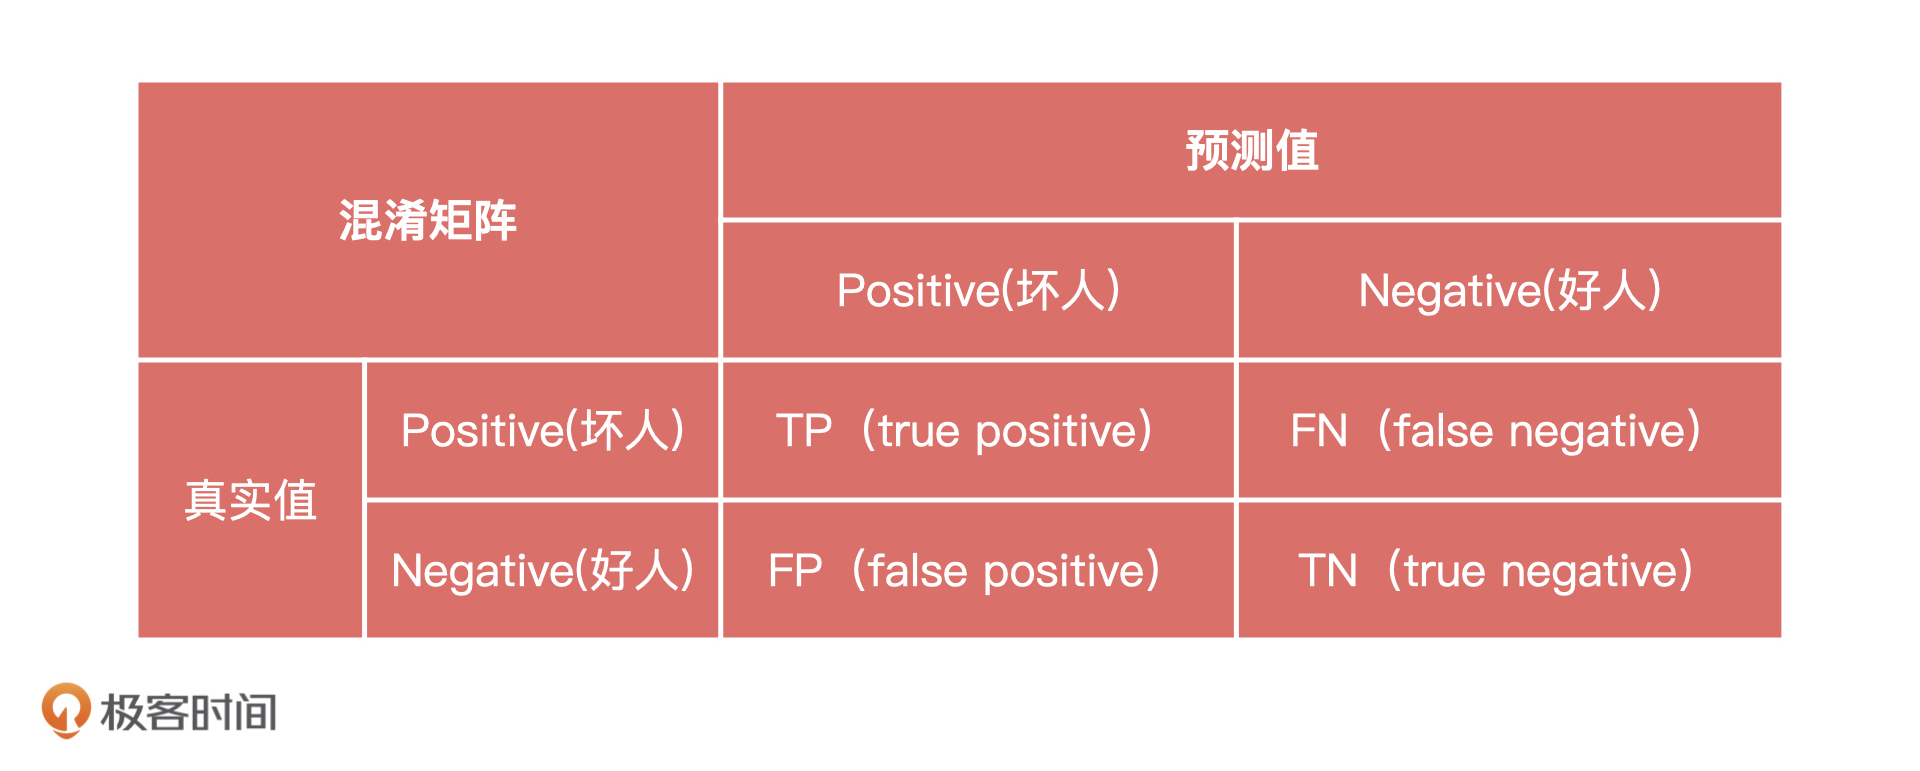 混淆矩阵
预测值
Positive(坏人)
Negative(好人)
真实值
Positive(坏人)
TP（true positive）
FN（false negative）
Negative(好人)
FP（false positive）
TN（true negative）
极客时间